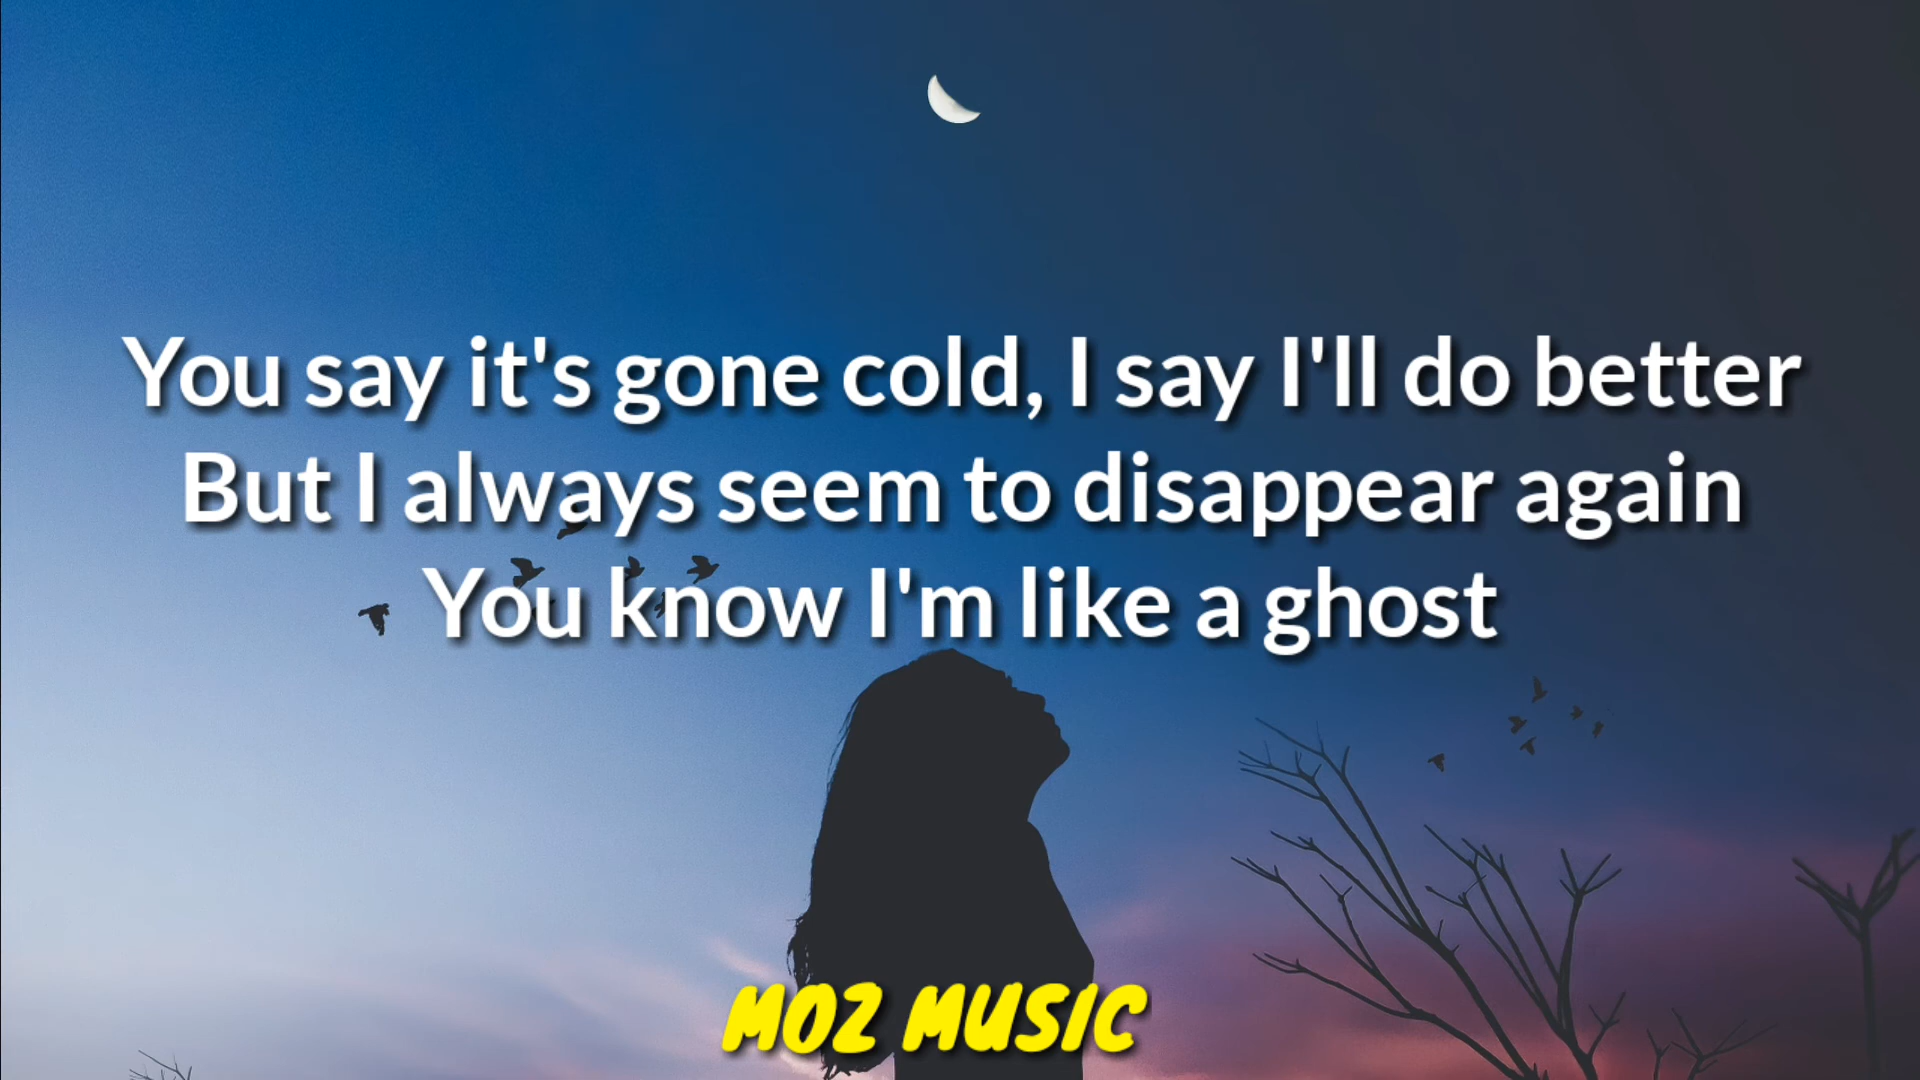 You say it's gone cold, I say I'll do better
But I always seem to disappear again
You know I'm like a ghost
MOZ MUSIC